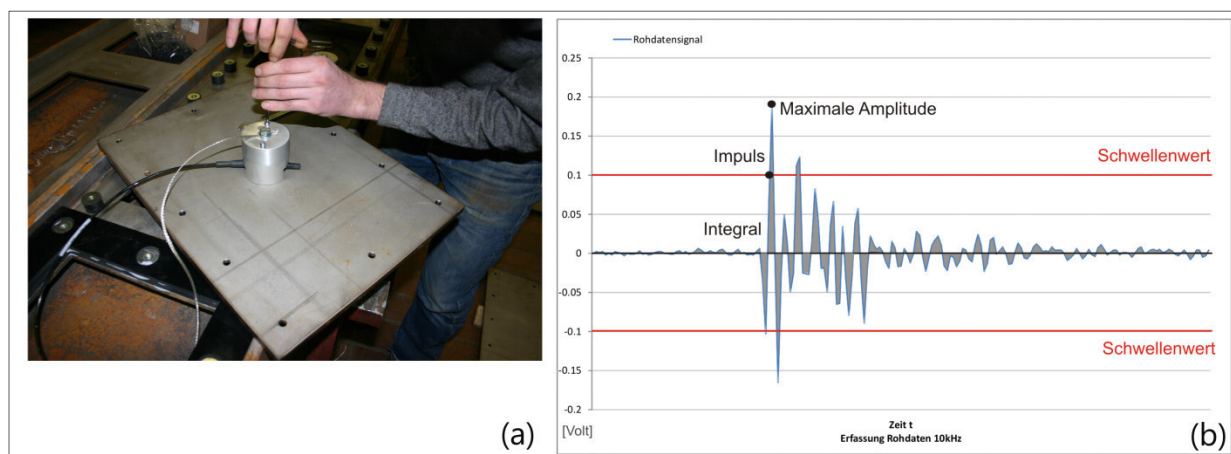 (a)
Rohdatensignal
0.25
0.2
Maximale Amplitude
0.15
Impuls
Schwellenwert
0.1
Integral
0.05
0
-0.05
-0.1
Schwellenwert
-0.15
-0.2
[Volt]
Zeit t
Erfassung Rohdaten 10kHz
(b)